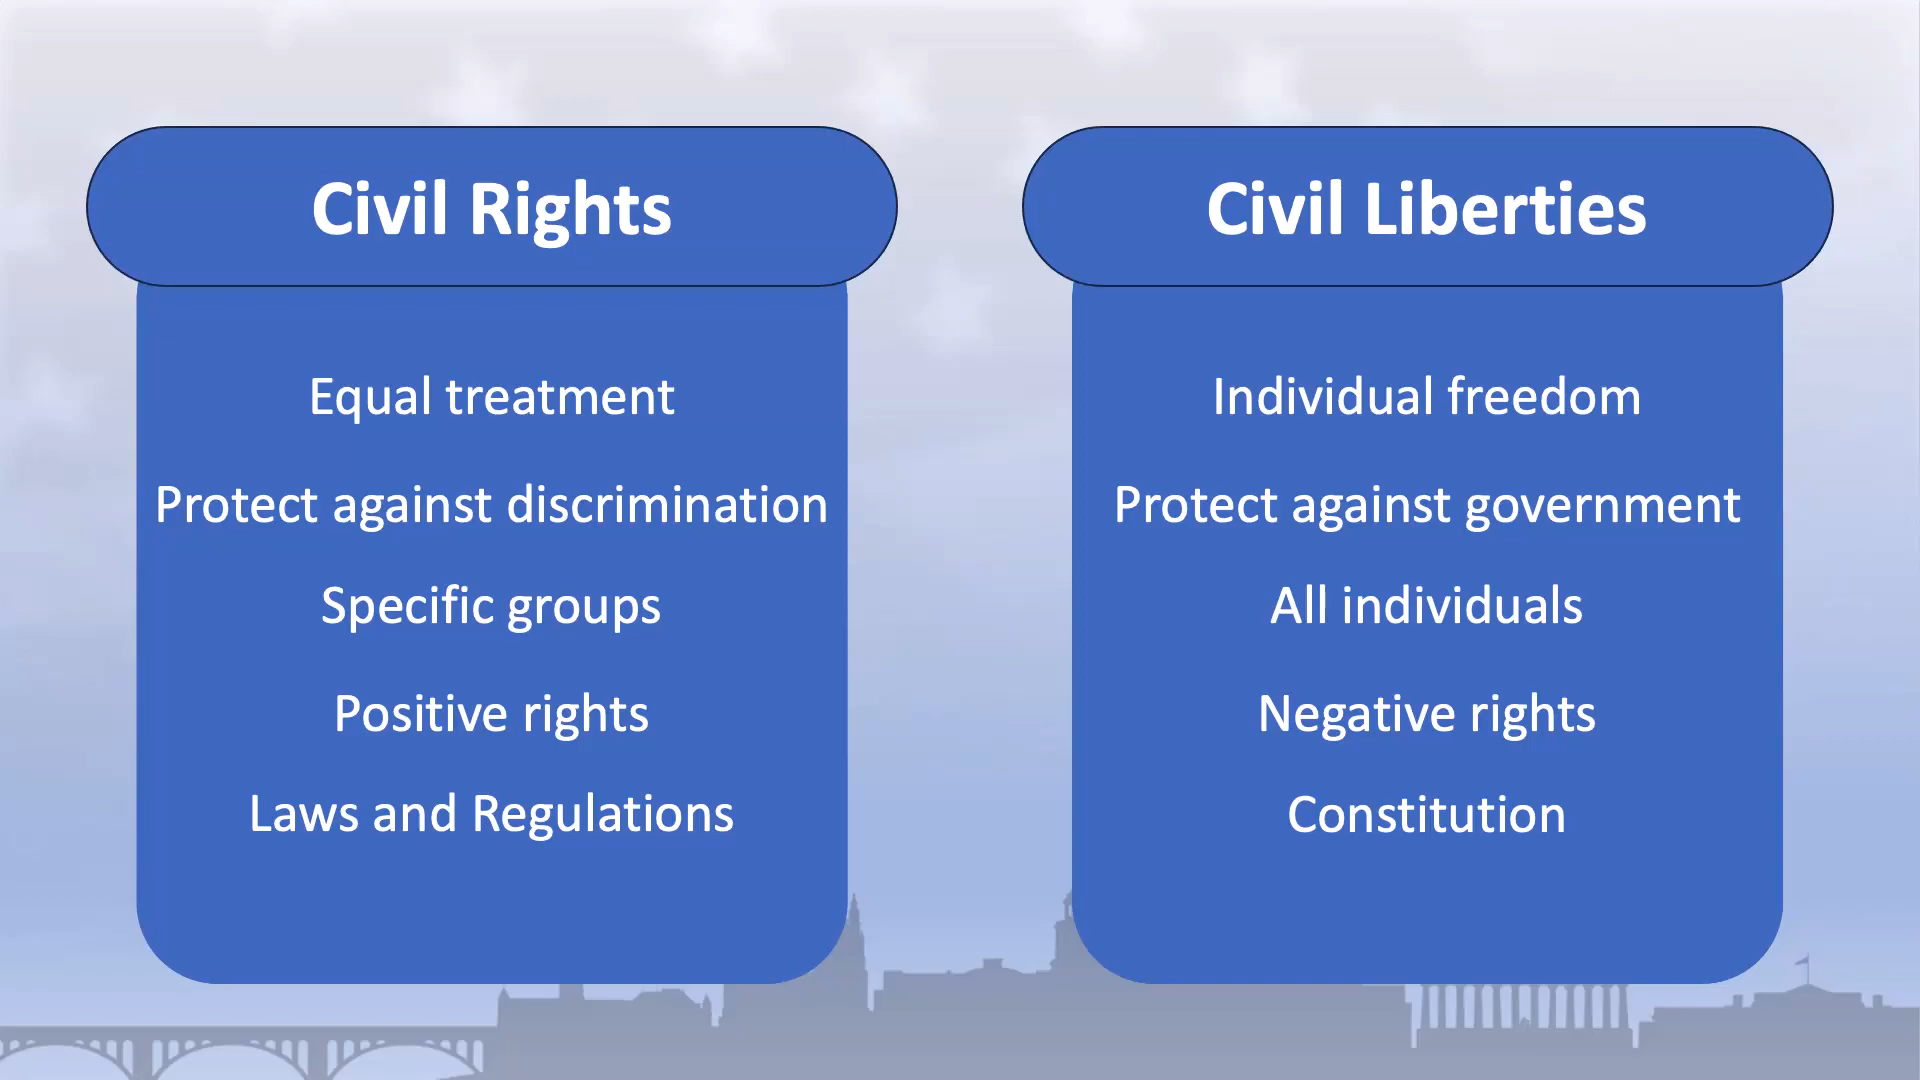 Civil Rights
Equal treatment
Protect against discrimination
Specific groups
Positive rights
Laws and Regulations
Civil Liberties
Individual freedom
Protect against government
All individuals
Negative rights
Constitution